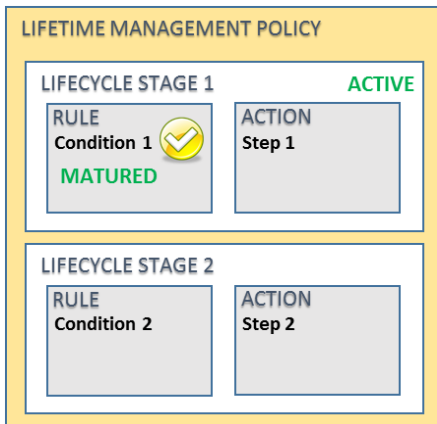 LIFETIME MANAGEMENT POLICY
LIFECYCLE STAGE 1 ACTIVE
RULE
Condition 1
MATURED
ACTION
Step 1
LIFECYCLE STAGE 2
RULE
Condition 2
ACTION
Step 2